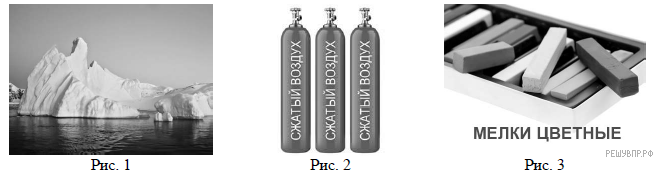 СЖАТЫЙ ВОЗДУХ
СЖАТЫЙ ВОЗДУХ
СЖАТЫЙ ВОЗДУХ
МЕЛКИ ЦВЕТНЫЕ
РЕШУВПР.РФ
Рис. 1
Рис. 2
Рис. 3